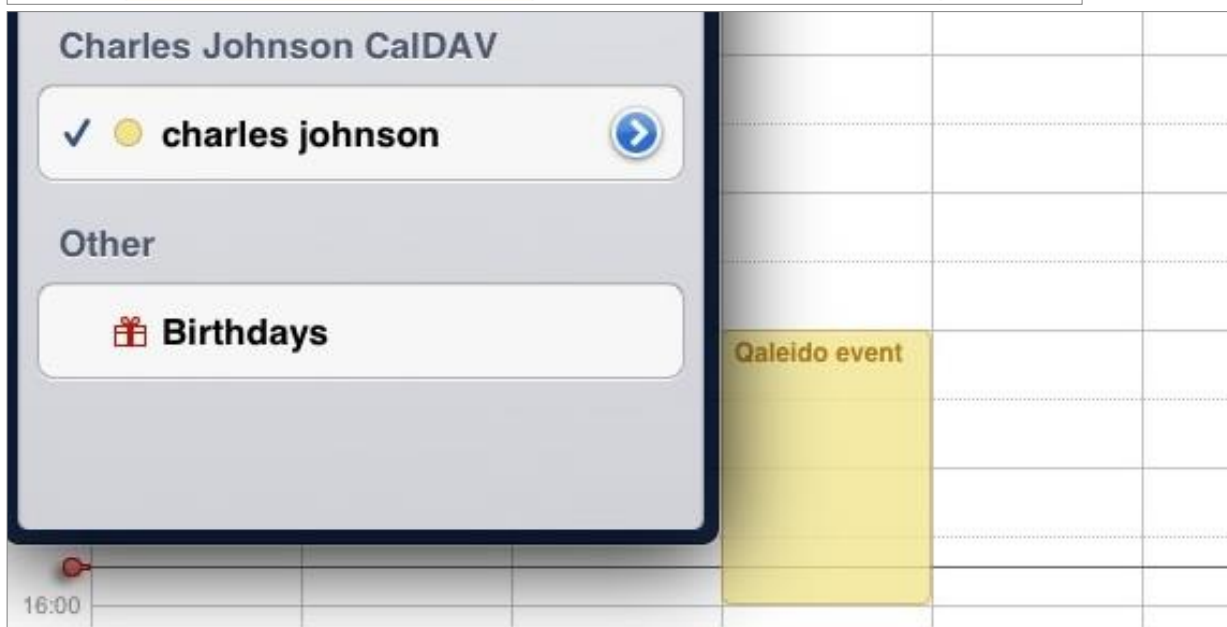 Charles Johnson CalDAV
charles johnson
Other
Birthdays
Qaleido event
16:00